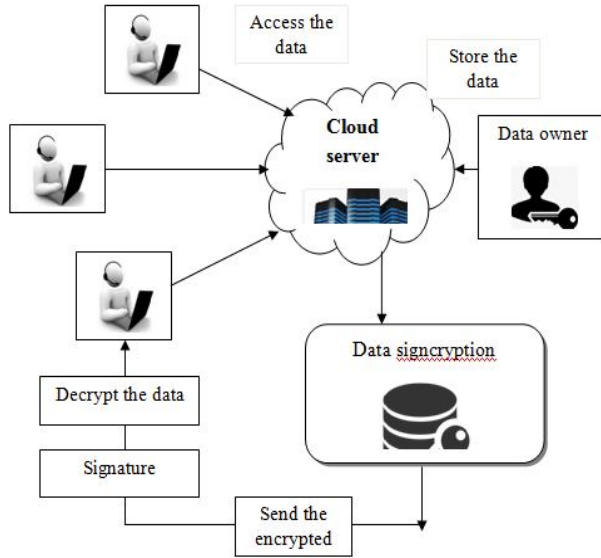 Access the
data
Store the
data
Cloud
server
Data owner
Data signcryption
Decrypt the data
Signature
Send the
encrypted